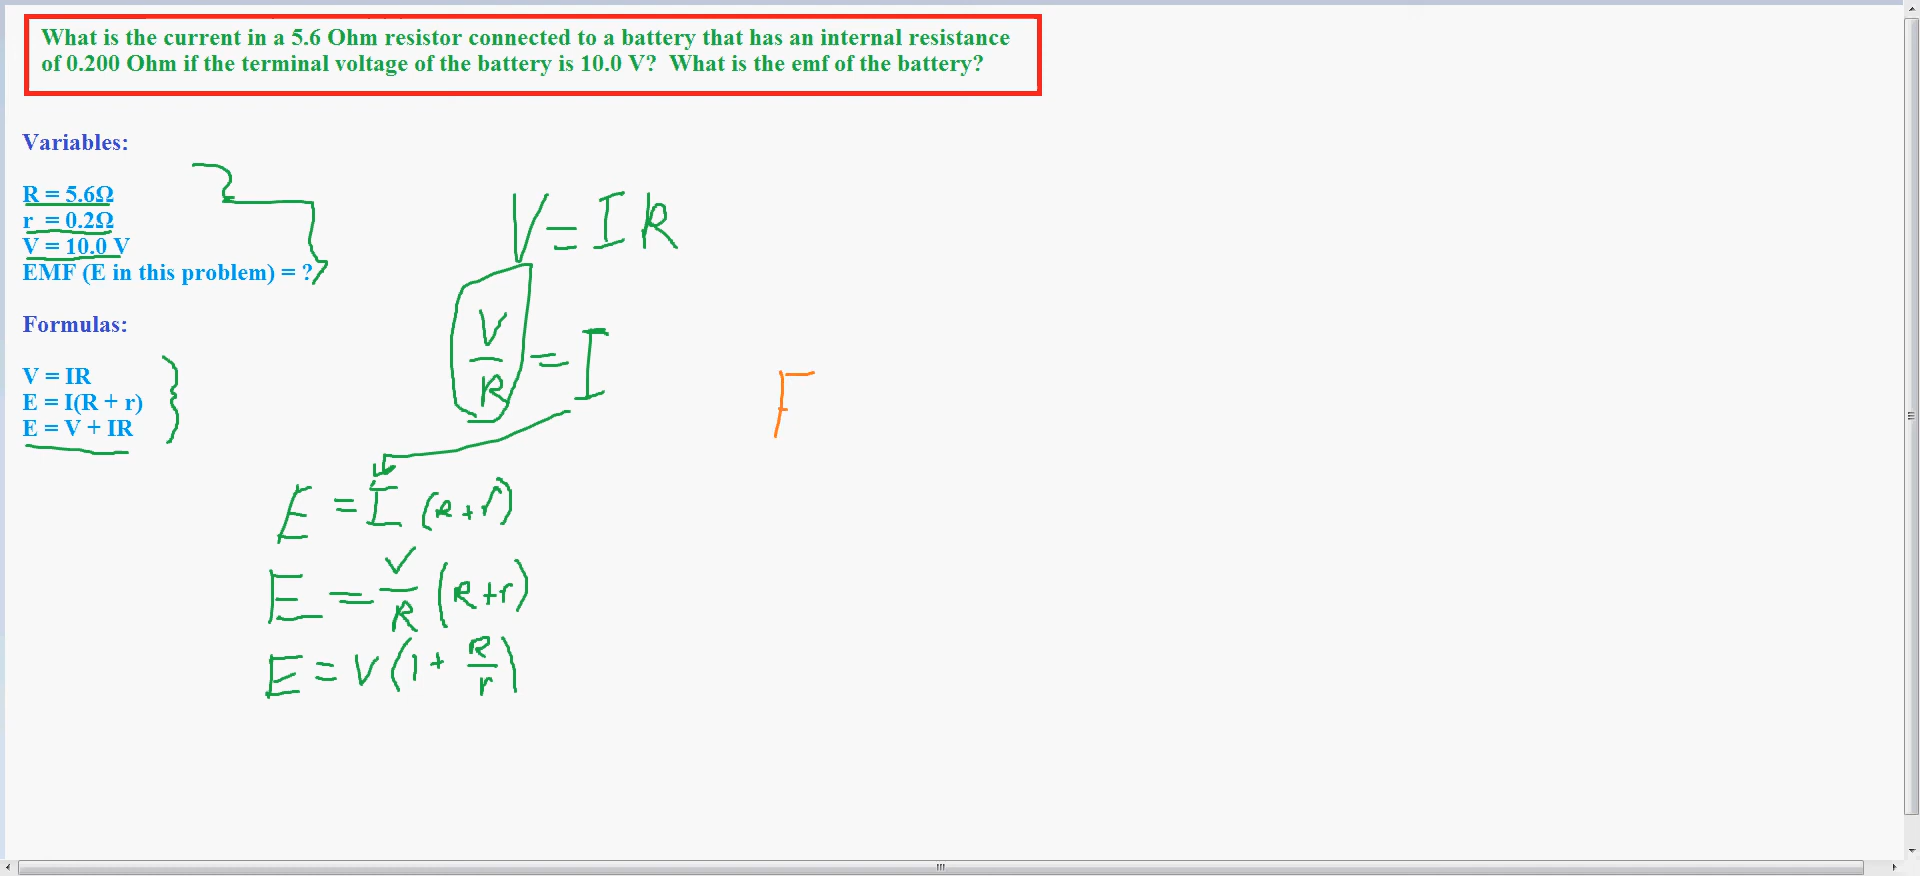 What is the current in a 5.6 Ohm resistor connected to a battery that has an internal resistance
of 0.200 Ohm if the terminal voltage of the battery is 10.0 V?  What is the emf of the battery?
Variables:
R = 5.6Ω
r = 0.2Ω
V = 10.0 V
EMF (E in this problem) = ?
Formulas:
V = IR
E = I(R + r)
E = V + IR
V = I R
V/R = I
E = I (R + r)
E = V/R (R + r)
E = V (1 + R/r)
F